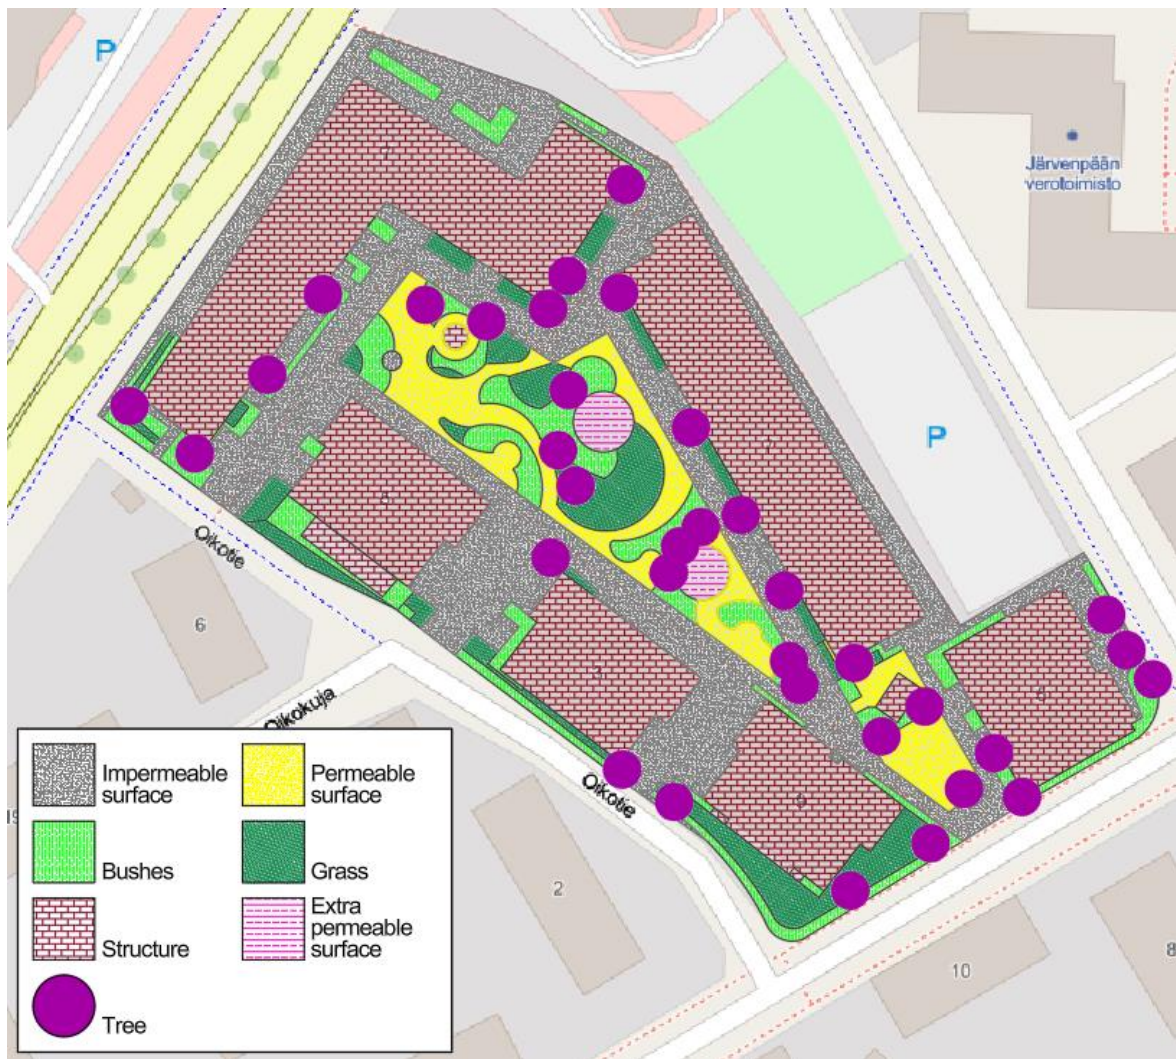 P
Järvenpään
verotoimisto
P
Oikotie
6
Oikokuja
Oikotie
2
10
8
Impermeable
surface
Permeable
surface
Bushes
Grass
Structure
Extra
permeable
surface
Tree